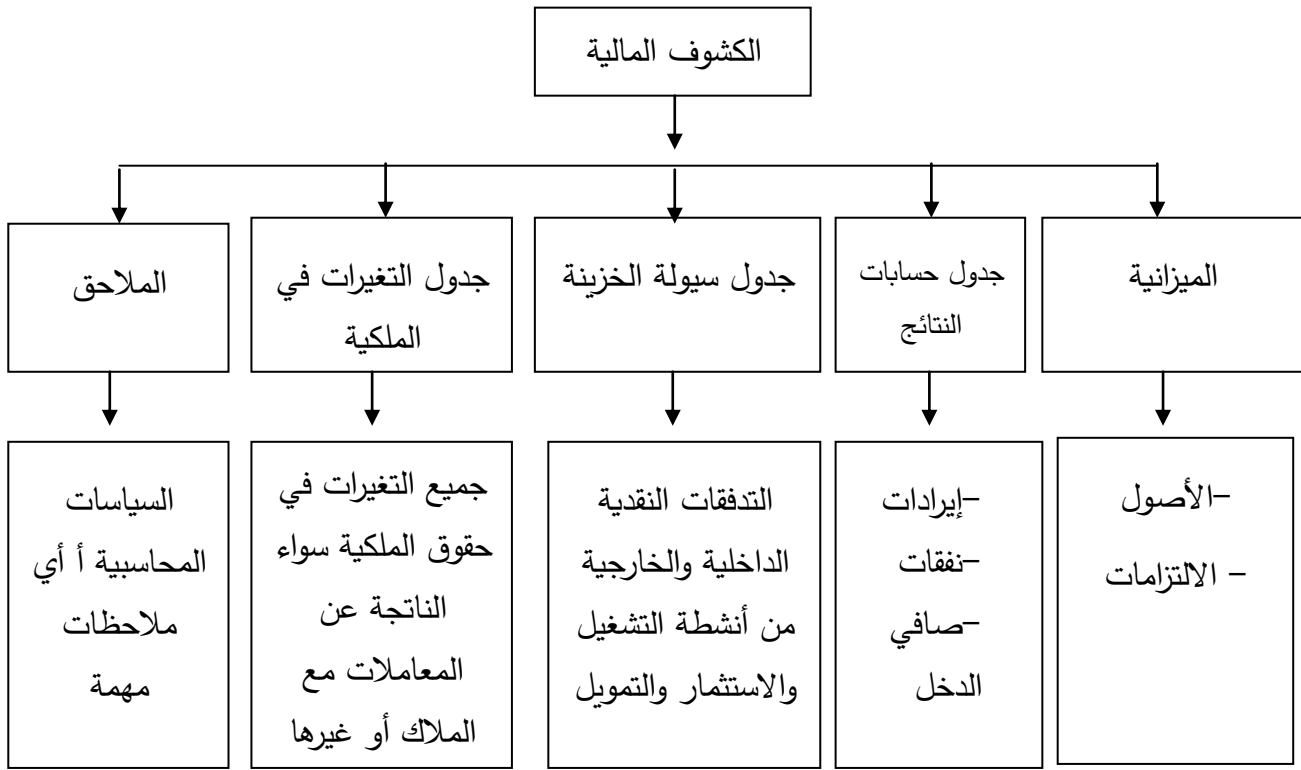 الكشوف المالية
الميزانية
جدول حسابات
النتائج
جدول سيولة الخزينة
جدول التغيرات في
الملكية
الملاحق
–الأصول
– الالتزامات
–إيرادات
–نفقات
–صافي
الدخل
التدفقات النقدية
الداخلية والخارجية
من أنشطة التشغيل
والاستثمار والتمويل
جميع التغيرات في
حقوق الملكية سواء
الناتجة عن
المعاملات مع
الملاك أو غيرها
السياسات
المحاسبية أ أي
ملاحظات
مهمة